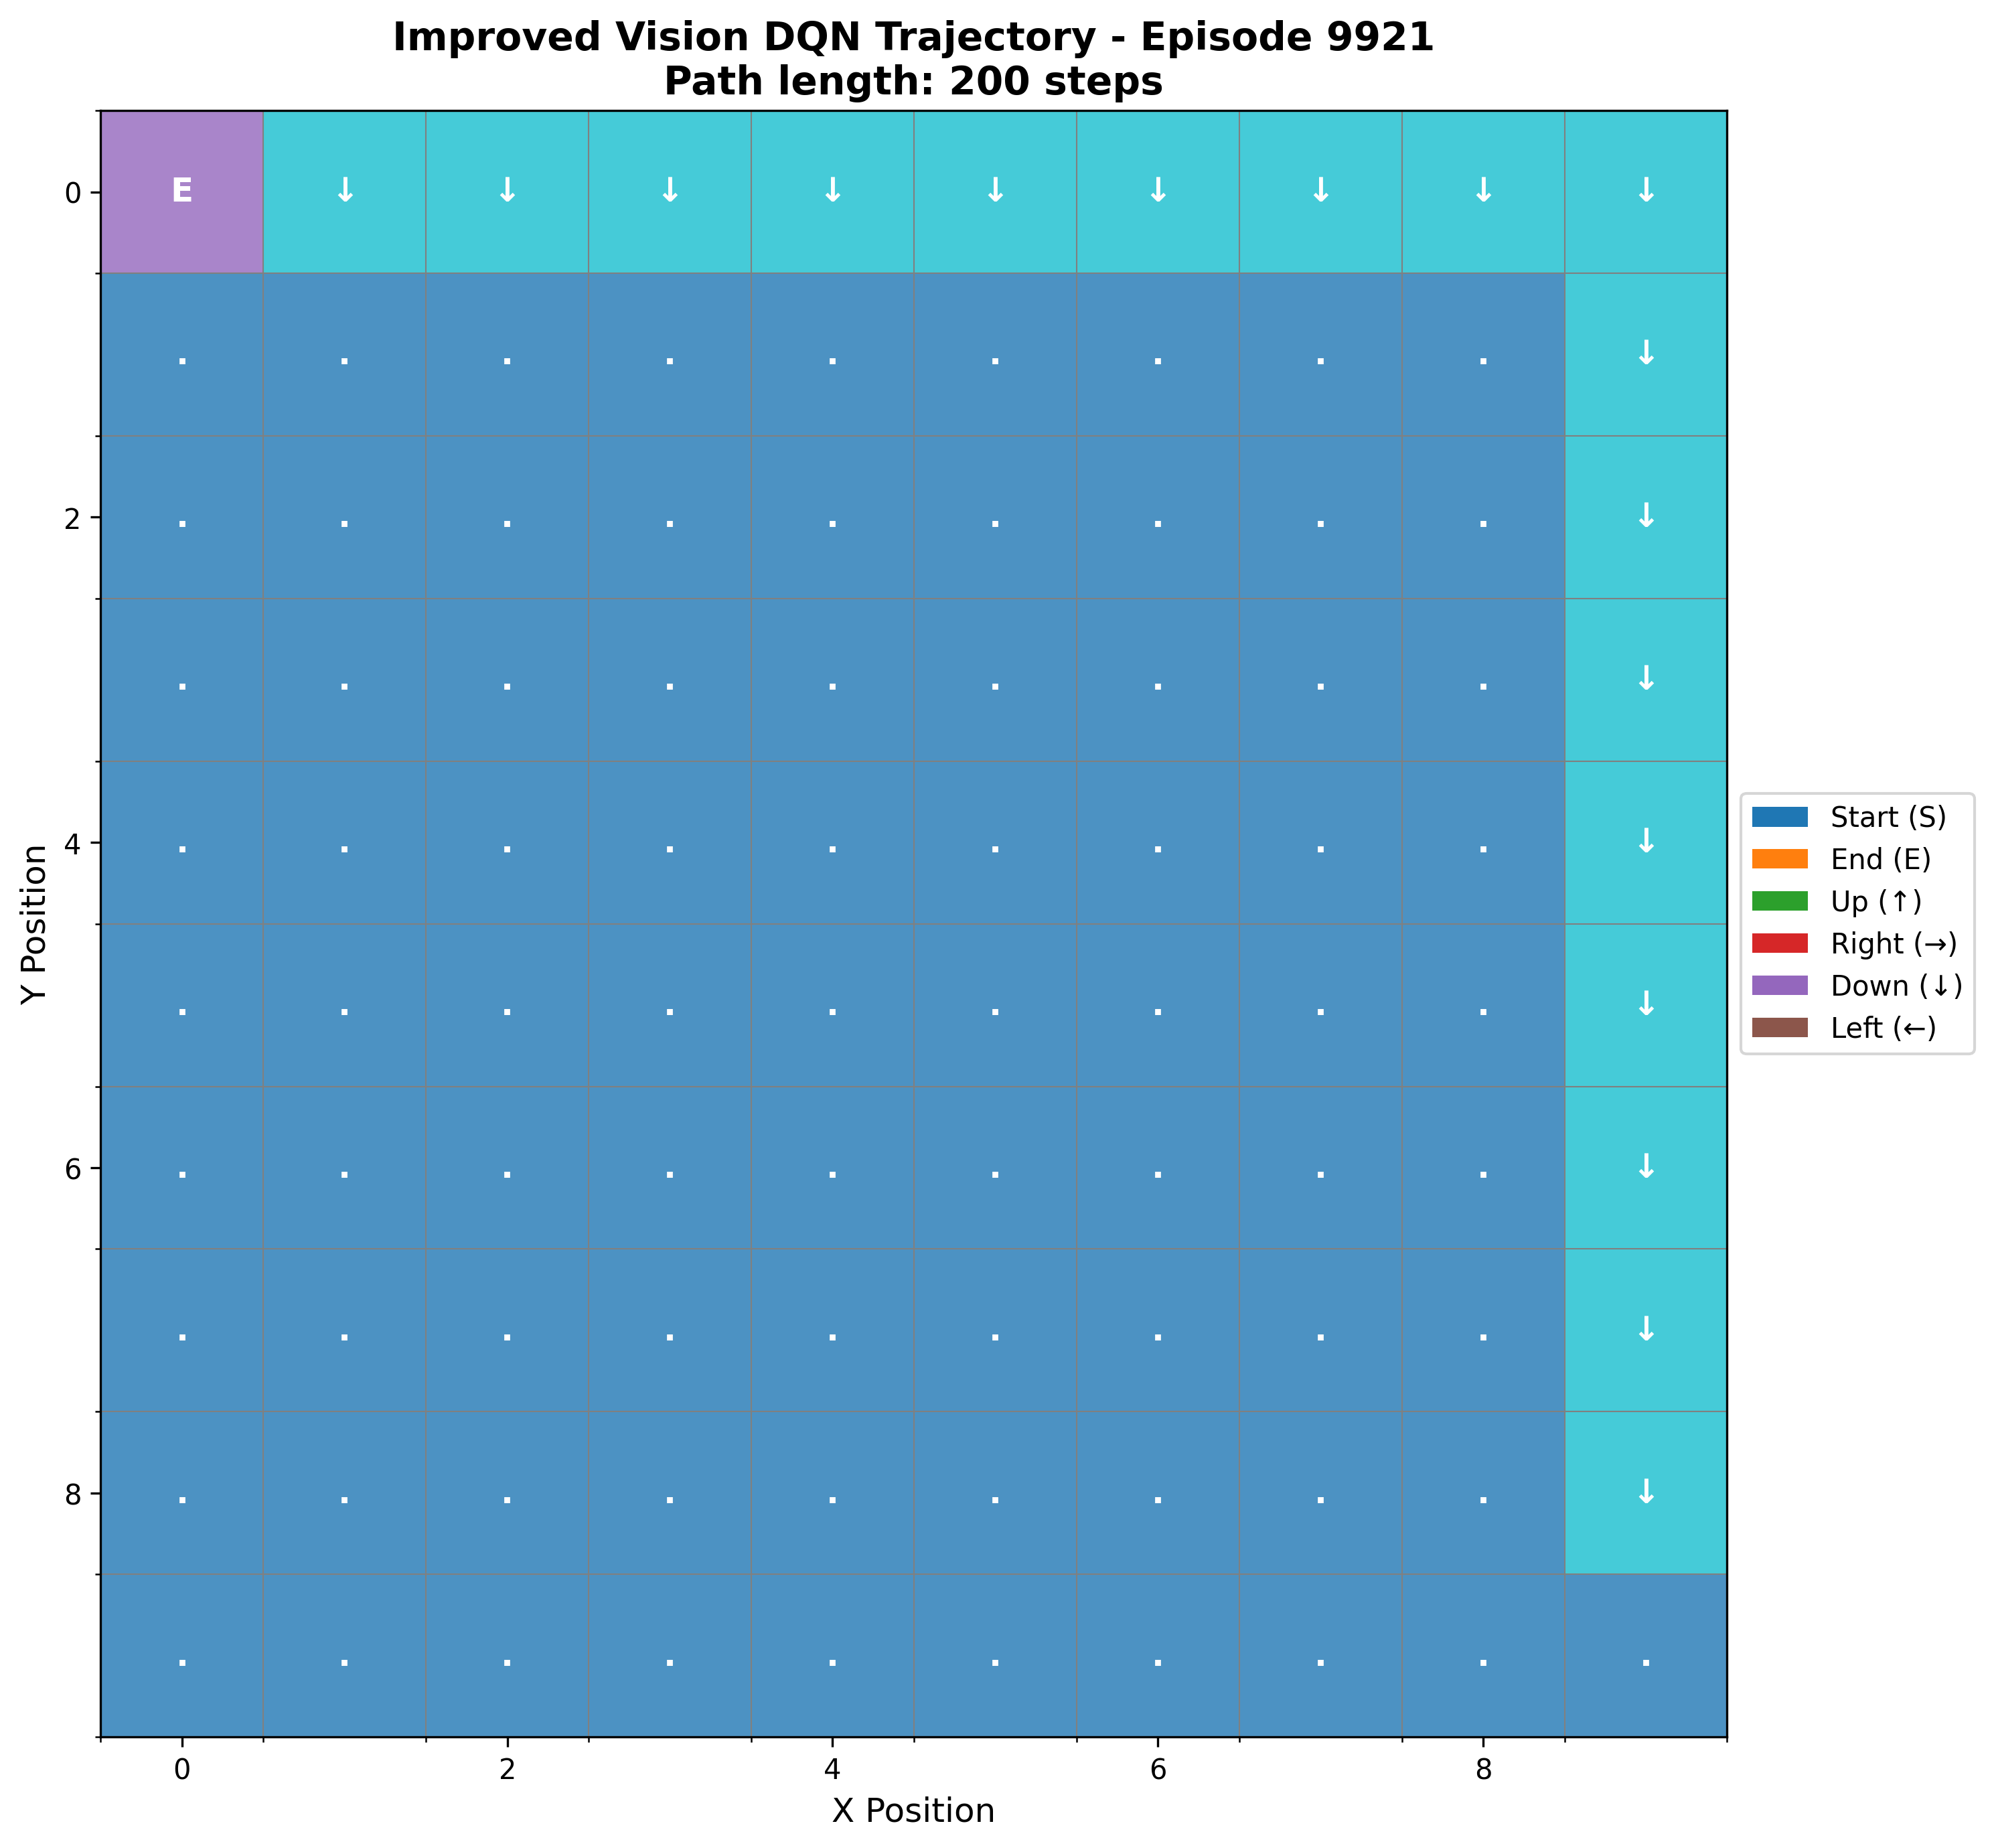 Improved Vision DQN Trajectory - Episode 9921
Path length: 200 steps
0 E ↓ ↓ ↓ ↓ ↓ ↓ ↓ ↓ ↓
. . . . . . . . . ↓
2 . . . . . . . . . ↓
. . . . . . . . . ↓
4 . . . . . . . . . ↓
. . . . . . . . . ↓
6 . . . . . . . . . ↓
. . . . . . . . . ↓
8 . . . . . . . . . ↓
. . . . . . . . . .
0 2 4 6 8
X Position
Y Position
Start (S)
End (E)
Up (↑)
Right (→)
Down (↓)
Left (←)